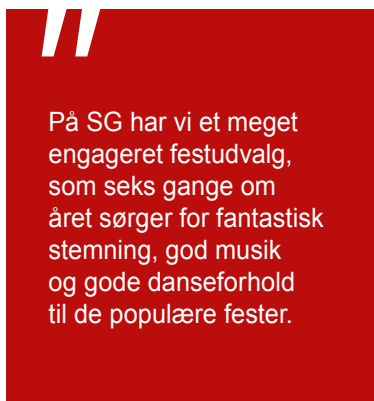 "
På SG har vi et meget
engageret festudvalg,
som seks gange om
året sørger for fantastisk
stemning, god musik
og gode danseforhold
til de populære fester.